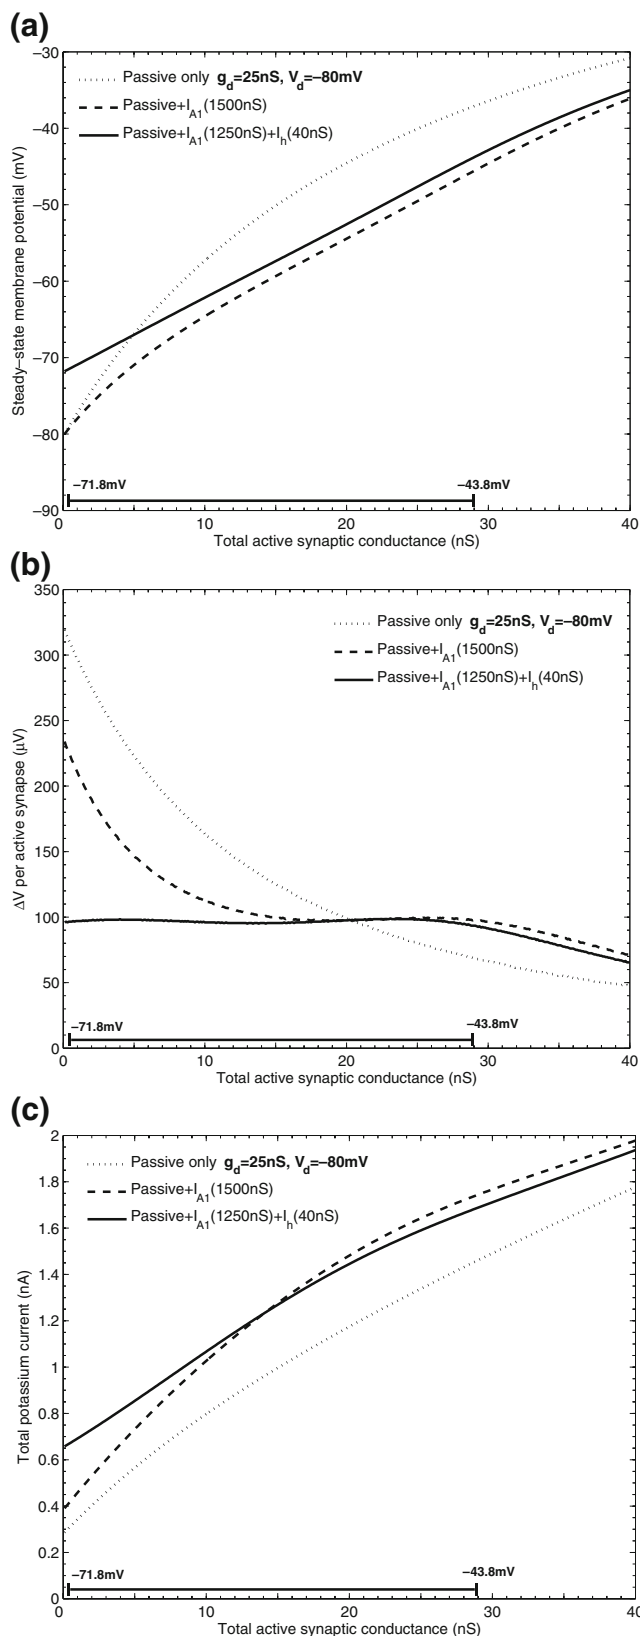 (a)
−30
−40
−50
−60
−70
−80
−90
Steady−state membrane potential (mV)
Passive only g_d=25nS, V_d=−80mV
Passive+I_A1(1500nS)
Passive+I_A1(1250nS)+I_h(40nS)
−71.8mV
−43.8mV
0 10 20 30 40
Total active synaptic conductance (nS)
(b)
350
300
250
200
150
100
50
0
ΔV per active synapse (μV)
Passive only g_d=25nS, V_d=−80mV
Passive+I_A1(1500nS)
Passive+I_A1(1250nS)+I_h(40nS)
−71.8mV
−43.8mV
0 10 20 30 40
Total active synaptic conductance (nS)
(c)
2
1.8
1.6
1.4
1.2
1
0.8
0.6
0.4
0.2
0
Total potassium current (nA)
Passive only g_d=25nS, V_d=−80mV
Passive+I_A1(1500nS)
Passive+I_A1(1250nS)+I_h(40nS)
−71.8mV
−43.8mV
0 10 20 30 40
Total active synaptic conductance (nS)